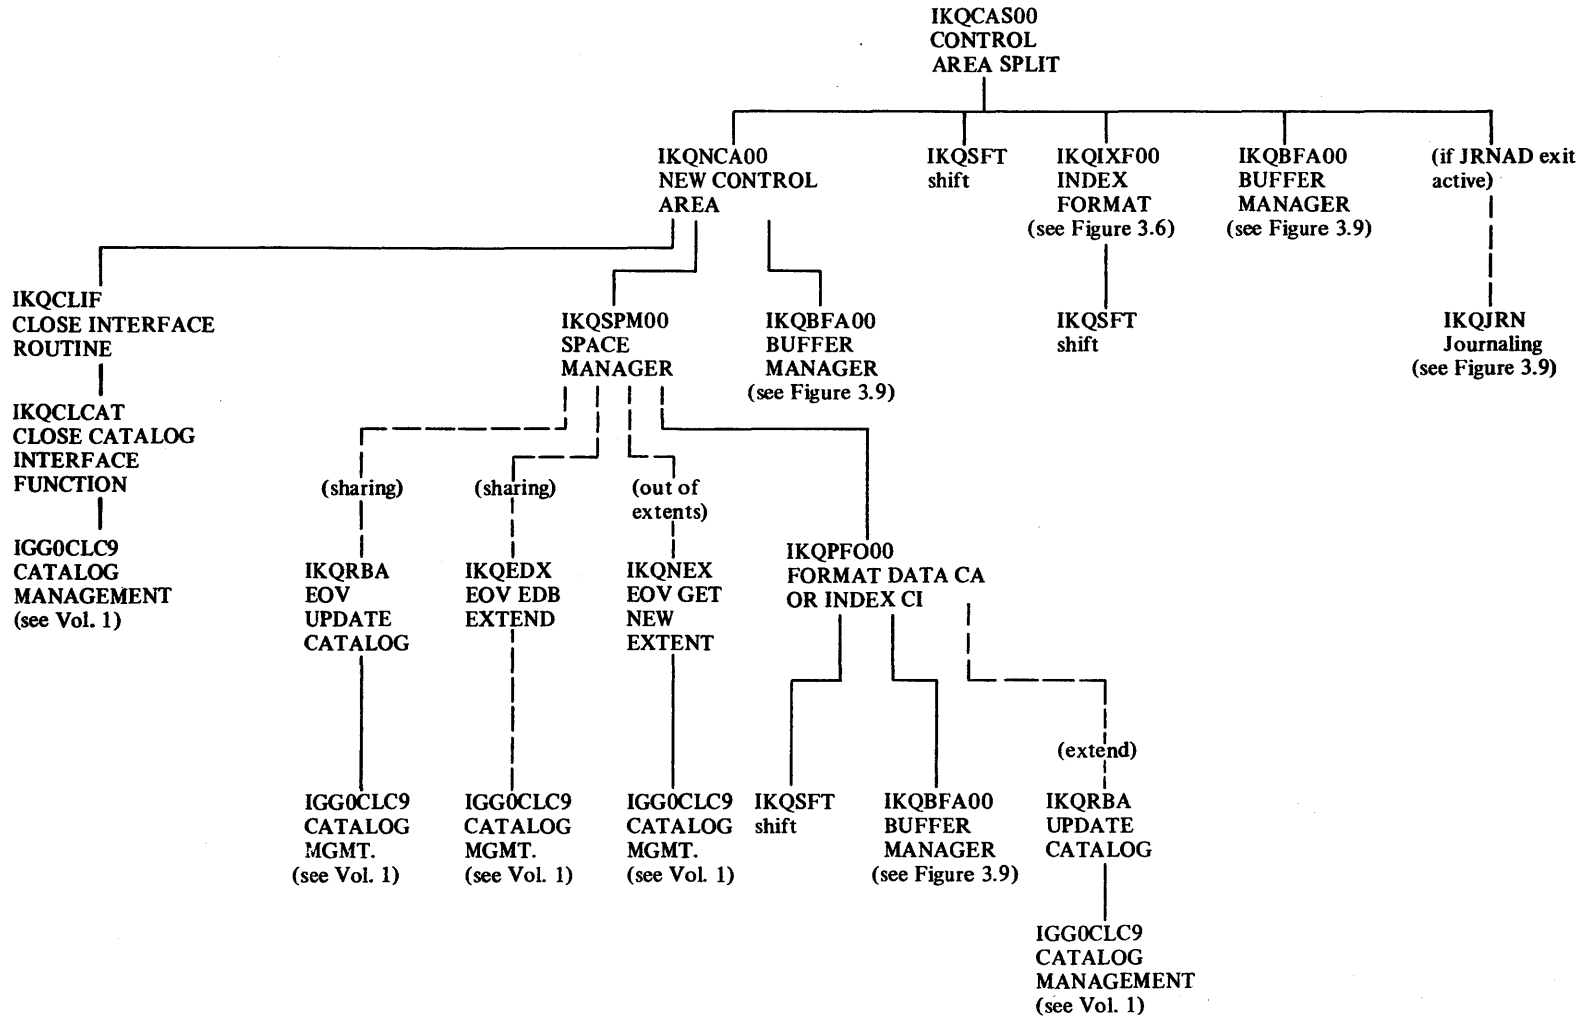 IKQCAS00
CONTROL
AREA SPLIT
IKQNCA00
NEW CONTROL
AREA
IKQSFT
shift
IKQIXF00
INDEX
FORMAT
(see Figure 3.6)
IKQBFA00
BUFFER
MANAGER
(see Figure 3.9)
(if JRNAD exit
active)
IKQCLIF
CLOSE INTERFACE
ROUTINE
IKQSPM00
SPACE
MANAGER
IKQBFA00
BUFFER
MANAGER
(see Figure 3.9)
IKQSFT
shift
IKQJRN
Journaling
(see Figure 3.9)
IKQCLCAT
CLOSE CATALOG
INTERFACE
FUNCTION
(sharing)
(sharing)
(out of
extents)
IGG0CLC9
CATALOG
MANAGEMENT
(see Vol. 1)
IKQRBA
EOV
UPDATE
CATALOG
IKQEDX
EOV EDB
EXTEND
IKQNEX
EOV GET
NEW
EXTENT
IKQPFO00
FORMAT DATA CA
OR INDEX CI
(extend)
IGG0CLC9
CATALOG
MGMT.
(see Vol. 1)
IGG0CLC9
CATALOG
MGMT.
(see Vol. 1)
IGG0CLC9
CATALOG
MGMT.
(see Vol. 1)
IKQSFT
shift
IKQBFA00
BUFFER
MANAGER
(see Figure 3.9)
IKQRBA
UPDATE
CATALOG
IGG0CLC9
CATALOG
MANAGEMENT
(see Vol. 1)